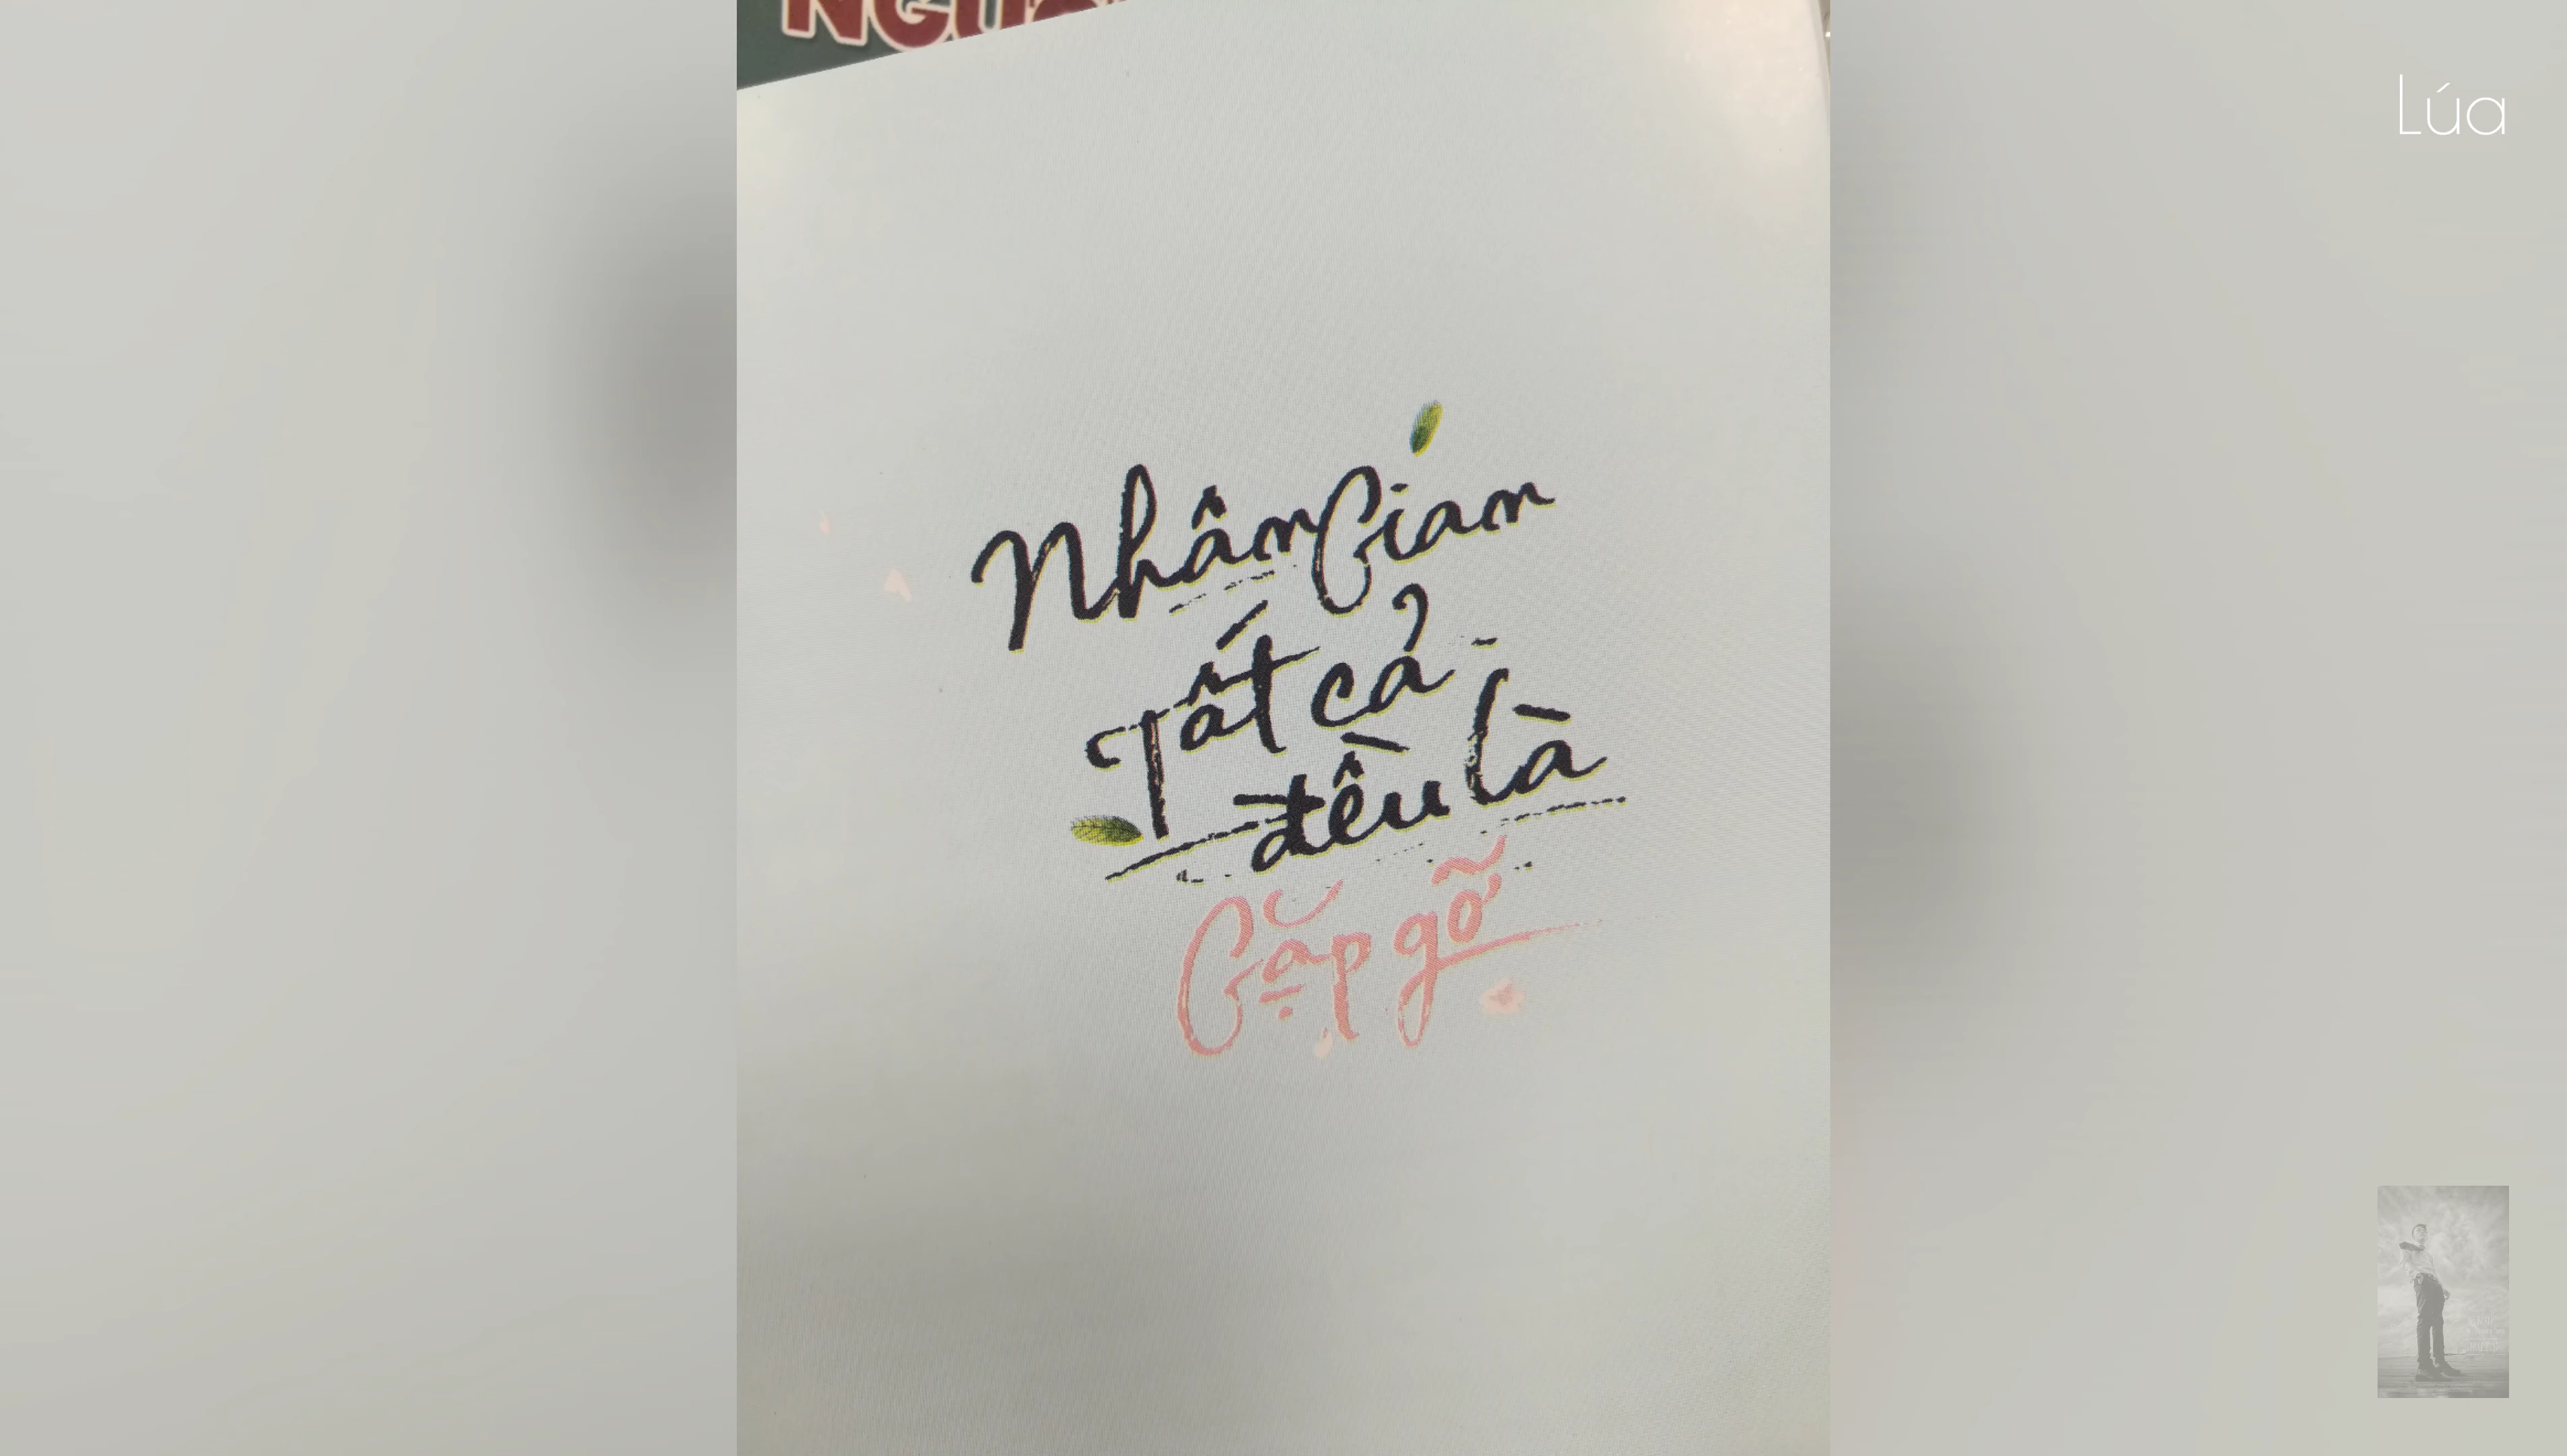 Lúa
Nhân Gian
Tất cả
đều là
Gặp gỡ